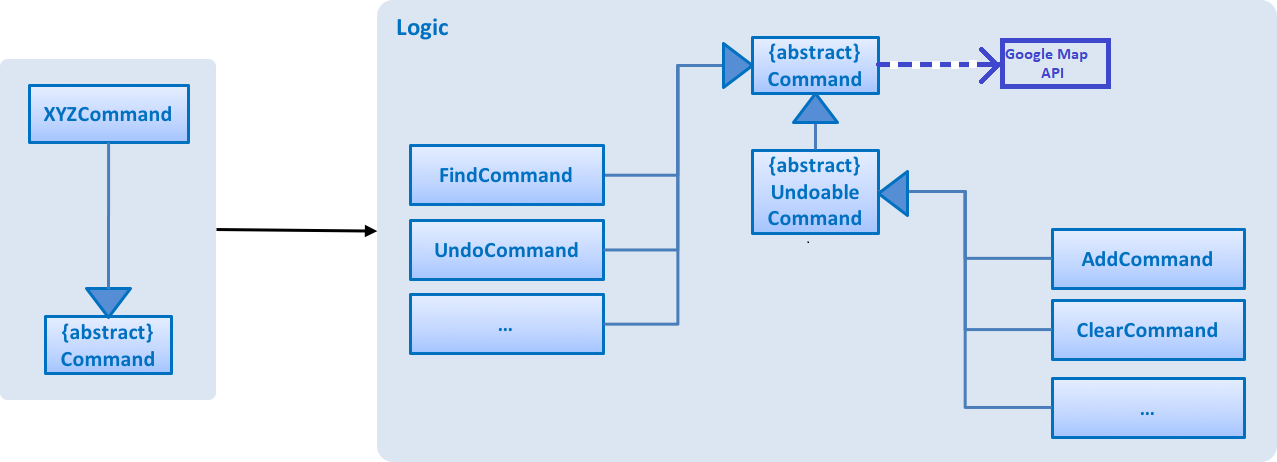 Logic
XYZCommand
{abstract}
Command
{abstract}
Command
Google Map
API
FindCommand
UndoCommand
...
{abstract}
Undoable
Command
.
AddCommand
ClearCommand
...